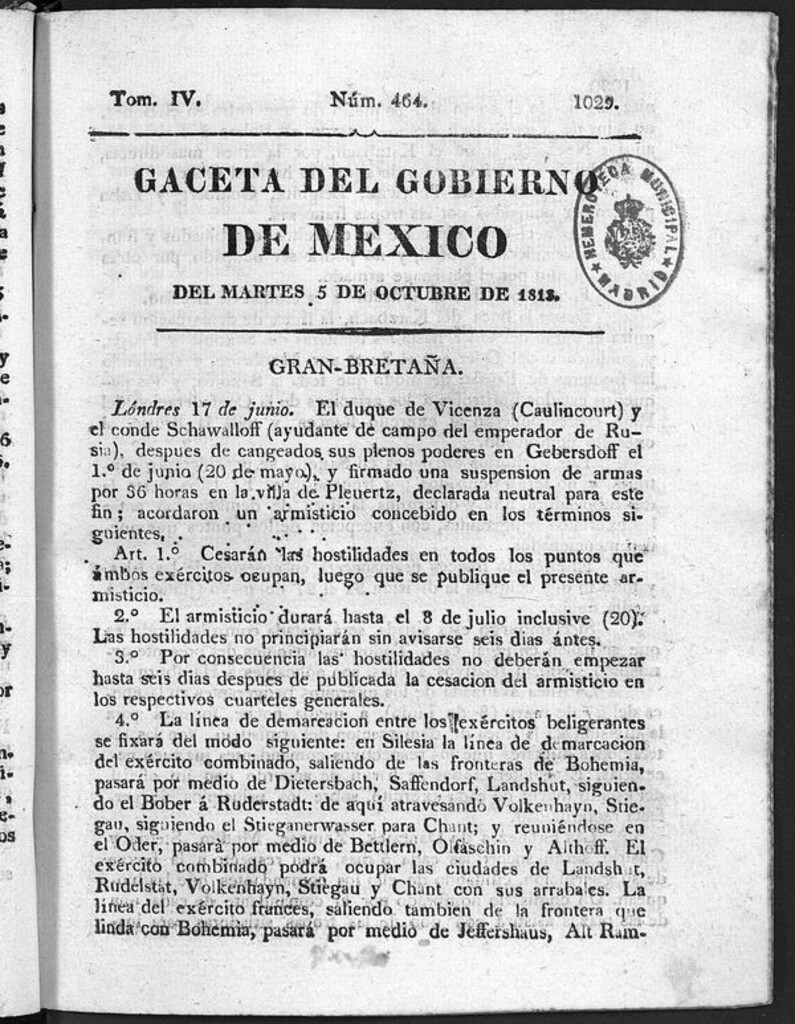 Tom. IV. Núm. 464. 1029.
GACETA DEL GOBIERNO
DE MEXICO
DEL MARTES 5 DE OCTUBRE DE 1813.
HEMEROTECA MUNICIPAL
MADRID
GRAN-BRETAÑA.
Lóndres 17 de junio. El duque de Vicenza (Caulincourt) y
el conde Schawalloff (ayudante de campo del emperador de Ru-
sia), despues de cangeados sus plenos poderes en Gebersdoff el
1.º de junio (20 de mayo), y firmado una suspension de armas
por 36 horas en la villa de Pleuertz, declarada neutral para este
fin; acordaron un armisticio concebido en los términos si-
guientes.
Art. 1.º Cesarán las hostilidades en todos los puntos que
ámbos exércitos ocupan, luego que se publique el presente ar-
misticio.
2.º El armisticio durará hasta el 8 de julio inclusive (20).
Las hostilidades no principiarán sin avisarse seis dias ántes.
3.º Por consecuencia las hostilidades no deberán empezar
hasta seis dias despues de publicada la cesacion del armisticio en
los respectivos cuarteles generales.
4.º La línea de demarcacion entre los exércitos beligerantes
se fixará del modo siguiente: en Silesia la línea de demarcacion
del exército combinado, saliendo de las fronteras de Bohemia,
pasará por medio de Dietersbach, Saffendorf, Landshut, siguien-
do el Bober á Ruderstadt: de aquí atravesando Volkenhayn, Stie-
gau, siguiendo el Stieganerwasser para Chant; y reuniéndose en
el Oder, pasará por medio de Bettlern, Olfaschin y Althoff. El
exército combinado podrá ocupar las ciudades de Landshut,
Rudelstat, Volkenhayn, Stiegau y Chant con sus arrabales. La
línea del exército frances, saliendo tambien de la frontera que
linda con Bohemia, pasará por medio de Jeffershaus, Alt Ram-